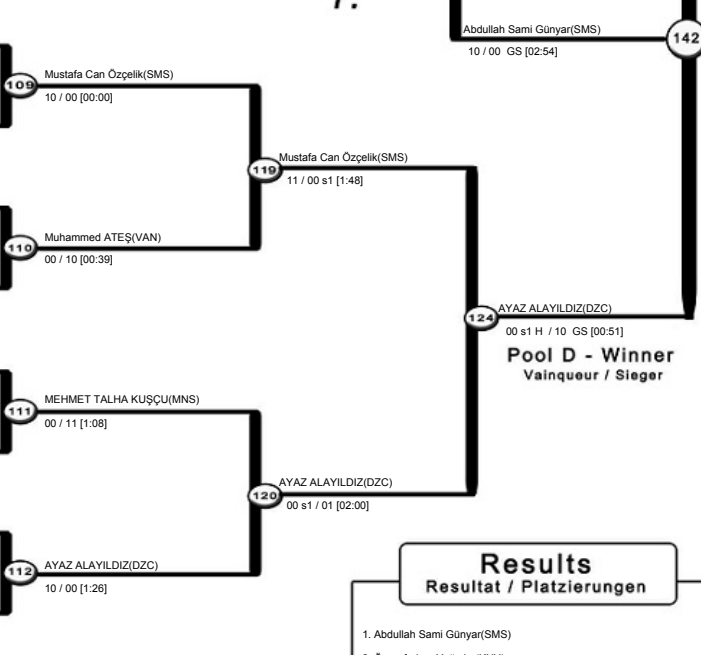 Abdullah Sami Günyar(SMS)
142
10 / 00 GS [02:54]
109
Mustafa Can Özçelik(SMS)
10 / 00 [00:00]
119
Mustafa Can Özçelik(SMS)
11 / 00 s1 [1:48]
110
Muhammed ATEŞ(VAN)
00 / 10 [00:39]
124
AYAZ ALAYILDIZ(DZC)
00 s1 H / 10 GS [00:51]
Pool D - Winner
Vainqueur / Sieger
111
MEHMET TALHA KUŞÇU(MNS)
00 / 11 [1:08]
120
AYAZ ALAYILDIZ(DZC)
00 s1 / 01 [02:00]
112
AYAZ ALAYILDIZ(DZC)
10 / 00 [1:26]
Results
Resultat / Platzierungen
1. Abdullah Sami Günyar(SMS)